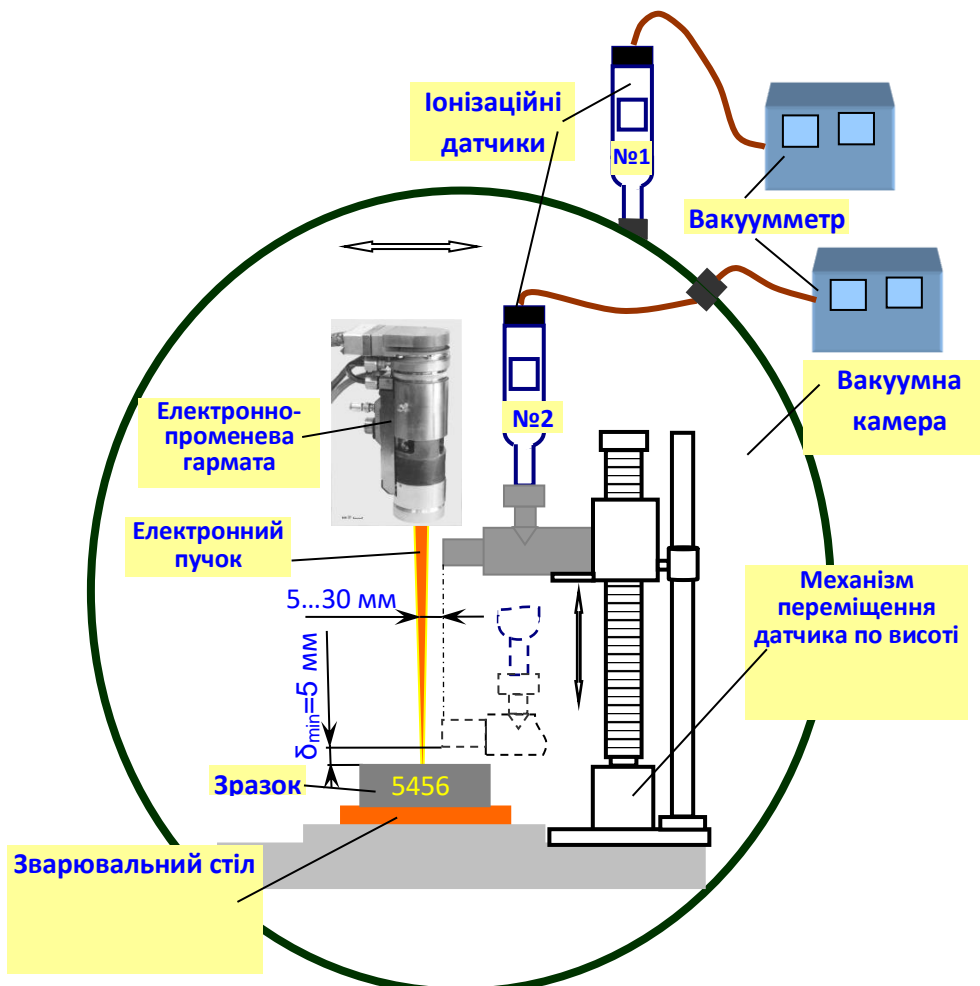 Іонізаційні
датчики
№1
Вакуумметр
№2
Вакуумна
камера
Електронно-
променева
гармата
Електронний
пучок
5...30 мм
Механізм
переміщення
датчика по висоті
δmin=5 мм
Зразок
5456
Зварювальний стіл